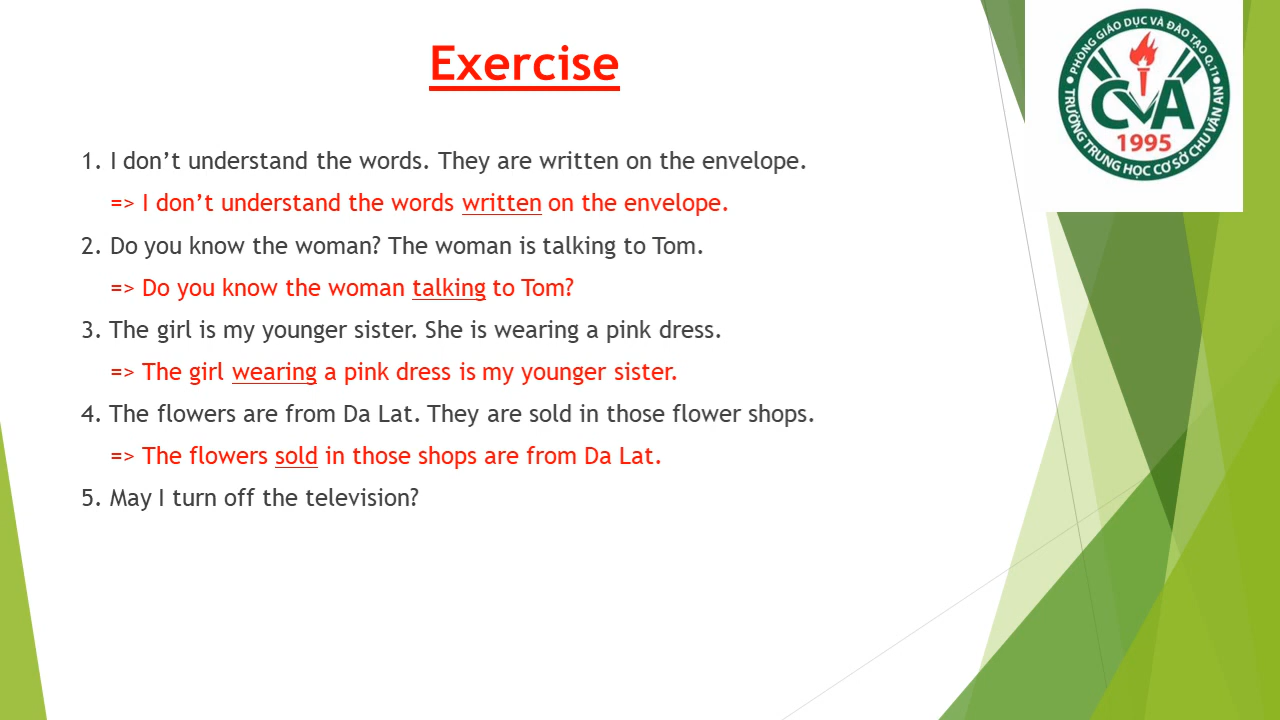 Exercise
1. I don’t understand the words. They are written on the envelope.
=> I don’t understand the words written on the envelope.
2. Do you know the woman? The woman is talking to Tom.
=> Do you know the woman talking to Tom?
3. The girl is my younger sister. She is wearing a pink dress.
=> The girl wearing a pink dress is my younger sister.
4. The flowers are from Da Lat. They are sold in those flower shops.
=> The flowers sold in those shops are from Da Lat.
5. May I turn off the television?
PHÒNG GIÁO DỤC VÀ ĐÀO TẠO Q.11
CVA
1995
TRƯỜNG TRUNG HỌC CƠ SỞ CHU VĂN AN